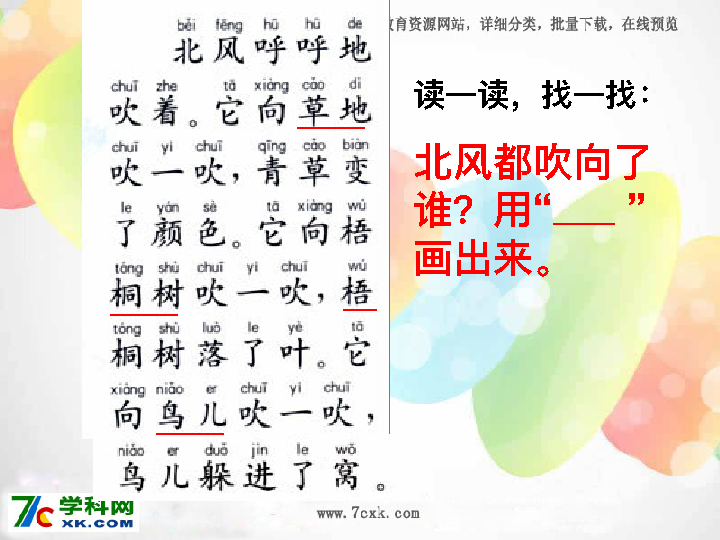 教育资源网站，详细分类，批量下载，在线预览
běi fēng hū hū de
北风呼呼地
chuī zhe tā xiàng cǎo dì
吹着。它向草地
chuī yi chuī qīng cǎo biàn
吹一吹，青草变
le yán sè tā xiàng wú
了颜色。它向梧
tóng shù chuī yi chuī wú
桐树吹一吹，梧
tóng shù luò le yè tā
桐树落了叶。它
xiàng niǎo er chuī yi chuī
向鸟儿吹一吹，
niǎo er duǒ jìn le wō
鸟儿躲进了窝。
读一读，找一找：
北风都吹向了
谁？用“___ ”
画出来。
7c学科网
XK.COM
www.7cxk.com